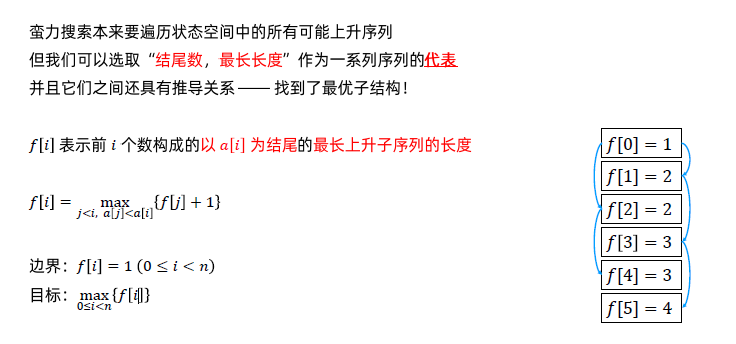 蛮力搜索本来要遍历状态空间中的所有可能上升序列
但我们可以选取“结尾数，最长长度”作为一系列序列的代表
并且它们之间还具有推导关系 —— 找到了最优子结构！
f[i] 表示前 i 个数构成的以 a[i] 为结尾的最长上升子序列的长度
f[i] = max{f[j] + 1}
j<i, a[j]<a[i]
边界：f[i] = 1 (0 ≤ i < n)
目标：max{f[i]}
0≤i<n
f[0] = 1
f[1] = 2
f[2] = 2
f[3] = 3
f[4] = 3
f[5] = 4